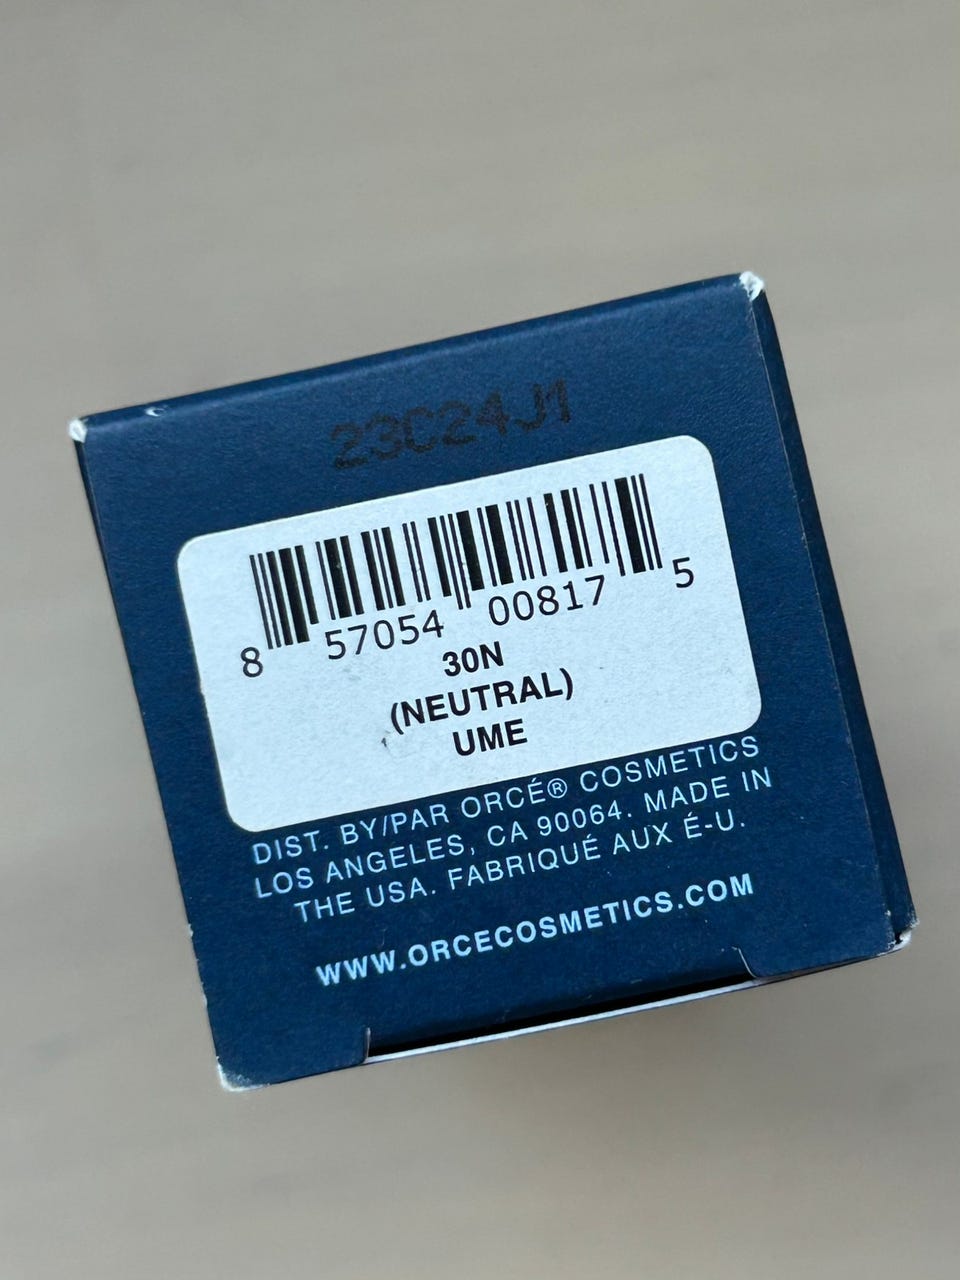 23C24J1
8 57054 00817 5
30N
(NEUTRAL)
UME
DIST. BY/PAR ORCÉ® COSMETICS
LOS ANGELES, CA 90064. MADE IN
THE USA. FABRIQUÉ AUX É-U.
WWW.ORCECOSMETICS.COM